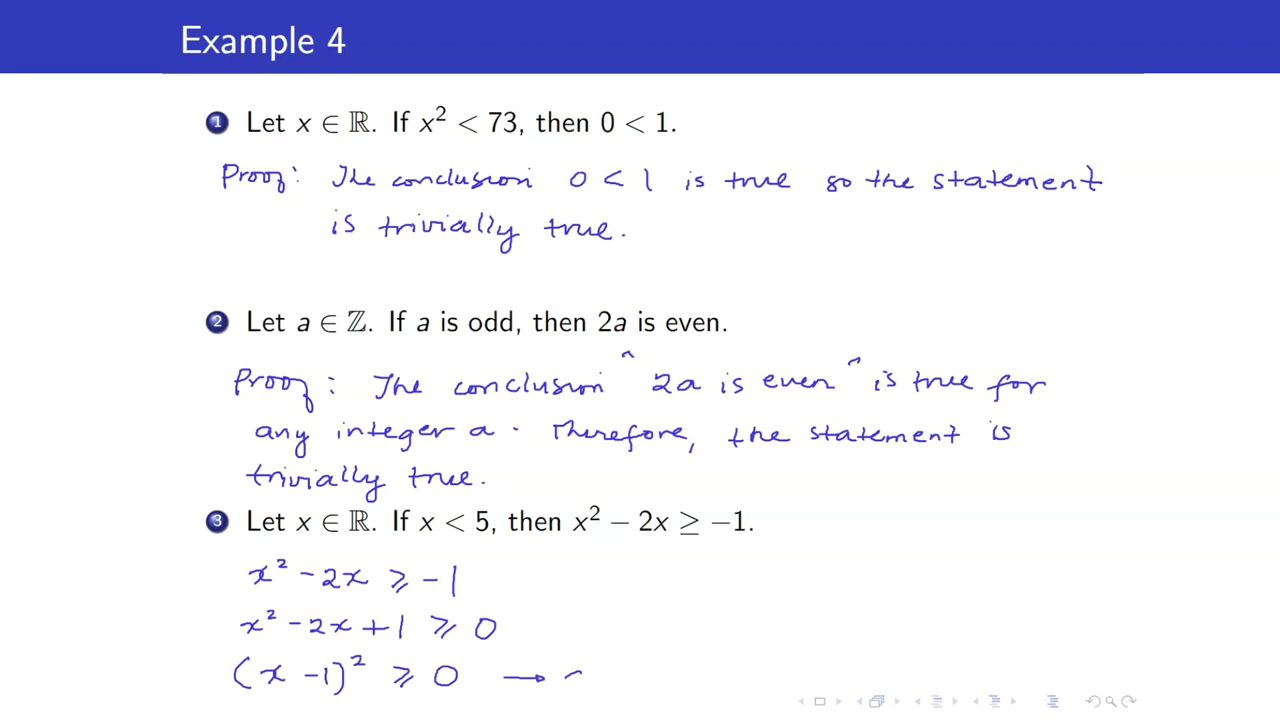 Example 4
1 Let x ∈ ℝ. If x² < 73, then 0 < 1.
Proof: The conclusion 0 < 1 is true so the statement
is trivially true.
2 Let a ∈ ℤ. If a is odd, then 2a is even.
Proof: The conclusion " 2a is even " is true for
any integer a. Therefore, the statement is
trivially true.
3 Let x ∈ ℝ. If x < 5, then x² − 2x ≥ −1.
x² − 2x ≥ −1
x² − 2x + 1 ≥ 0
(x − 1)² ≥ 0 →